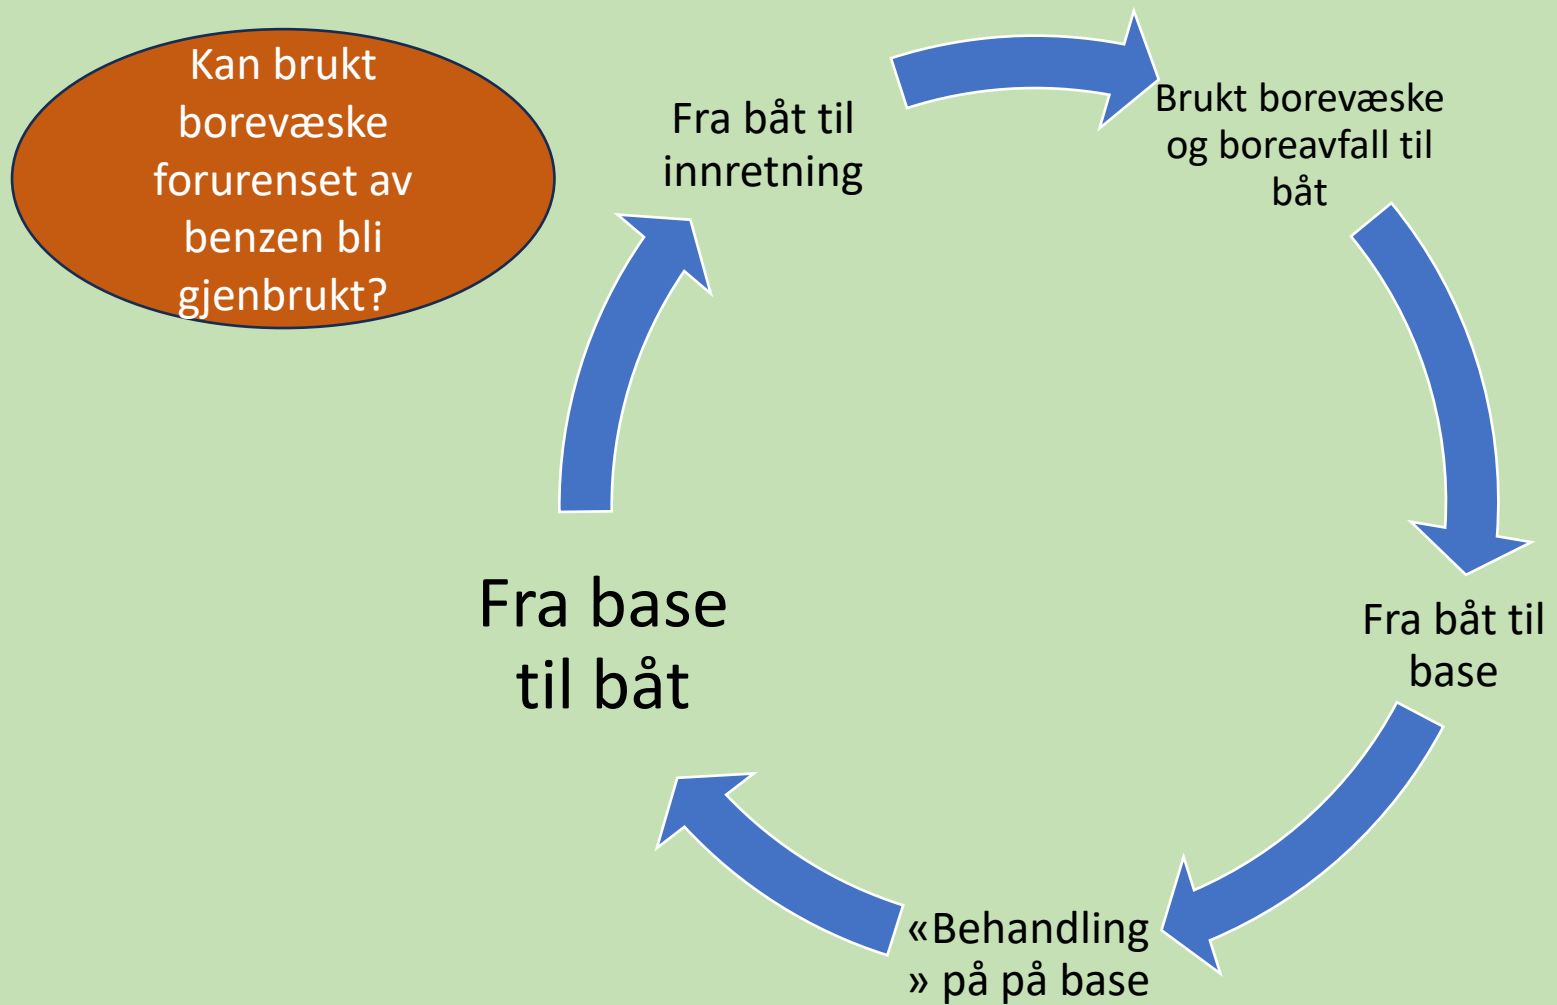 Kan brukt
borevæske
forurenset av
benzen bli
gjenbrukt?
Fra båt til
innretning
Brukt borevæske
og boreavfall til
båt
Fra båt til
base
«Behandling
» på på base
Fra base
til båt